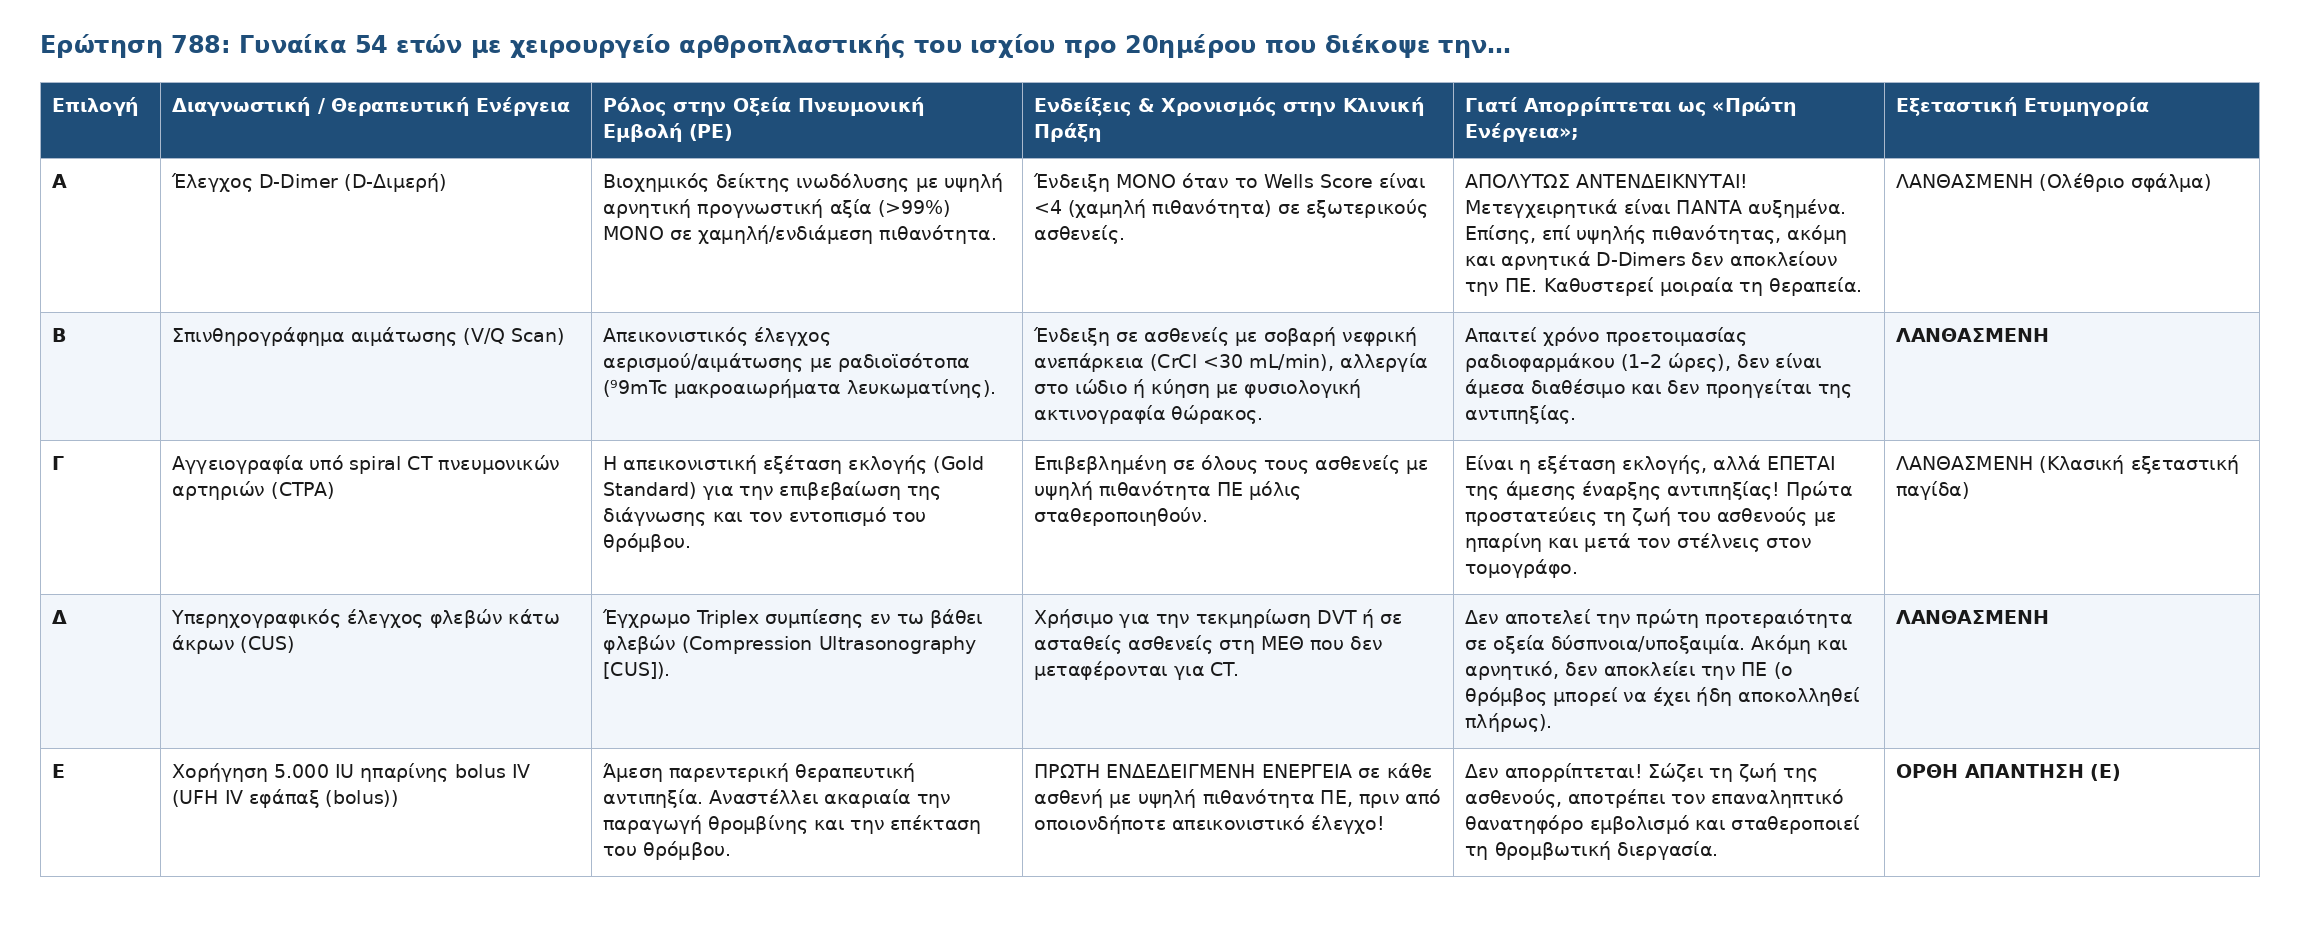 Ερώτηση 788: Γυναίκα 54 ετών με χειρουργείο αρθροπλαστικής του ισχίου προ 20ημέρου που διέκοψε την...
Επιλογή
Διαγνωστική / Θεραπευτική Ενέργεια
Ρόλος στην Οξεία Πνευμονική
Εμβολή (PE)
Ενδείξεις & Χρονισμός στην Κλινική
Πράξη
Γιατί Απορρίπτεται ως «Πρώτη
Ενέργεια»;
Εξεταστική Ετυμηγορία
Α
Έλεγχος D-Dimer (D-Διμερή)
Βιοχημικός δείκτης ινωδόλυσης με υψηλή
αρνητική προγνωστική αξία (>99%)
ΜΟΝΟ σε χαμηλή/ενδιάμεση πιθανότητα.
Ένδειξη ΜΟΝΟ όταν το Wells Score είναι
<4 (χαμηλή πιθανότητα) σε εξωτερικούς
ασθενείς.
ΑΠΟΛΥΤΩΣ ΑΝΤΕΝΔΕΙΚΝΥΤΑΙ!
Μετεγχειρητικά είναι ΠΑΝΤΑ αυξημένα.
Επίσης, επί υψηλής πιθανότητας, ακόμη
και αρνητικά D-Dimers δεν αποκλείουν
την ΠΕ. Καθυστερεί μοιραία τη θεραπεία.
ΛΑΝΘΑΣΜΕΝΗ (Ολέθριο σφάλμα)
Β
Σπινθηρογράφημα αιμάτωσης (V/Q Scan)
Απεικονιστικός έλεγχος
αερισμού/αιμάτωσης με ραδιοϊσότοπα
(⁹9mTc μακροαιωρήματα λευκωματίνης).
Ένδειξη σε ασθενείς με σοβαρή νεφρική
ανεπάρκεια (CrCl <30 mL/min), αλλεργία
στο ιώδιο ή κύηση με φυσιολογική
ακτινογραφία θώρακος.
Απαιτεί χρόνο προετοιμασίας
ραδιοφαρμάκου (1–2 ώρες), δεν είναι
άμεσα διαθέσιμο και δεν προηγείται της
αντιπηξίας.
ΛΑΝΘΑΣΜΕΝΗ
Γ
Αγγειογραφία υπό spiral CT πνευμονικών
αρτηριών (CTPA)
Η απεικονιστική εξέταση εκλογής (Gold
Standard) για την επιβεβαίωση της
διάγνωσης και τον εντοπισμό του
θρόμβου.
Επιβεβλημένη σε όλους τους ασθενείς με
υψηλή πιθανότητα ΠΕ μόλις
σταθεροποιηθούν.
Είναι η εξέταση εκλογής, αλλά ΕΠΕΤΑΙ
της άμεσης έναρξης αντιπηξίας! Πρώτα
προστατεύεις τη ζωή του ασθενούς με
ηπαρίνη και μετά τον στέλνεις στον
τομογράφο.
ΛΑΝΘΑΣΜΕΝΗ (Κλασική εξεταστική
παγίδα)
Δ
Υπερηχογραφικός έλεγχος φλεβών κάτω
άκρων (CUS)
Έγχρωμο Triplex συμπίεσης εν τω βάθει
φλεβών (Compression Ultrasonography
[CUS]).
Χρήσιμο για την τεκμηρίωση DVT ή σε
ασταθείς ασθενείς στη ΜΕΘ που δεν
μεταφέρονται για CT.
Δεν αποτελεί την πρώτη προτεραιότητα
σε οξεία δύσπνοια/υποξαιμία. Ακόμη και
αρνητικό, δεν αποκλείει την ΠΕ (ο
θρόμβος μπορεί να έχει ήδη αποκολληθεί
πλήρως).
ΛΑΝΘΑΣΜΕΝΗ
Ε
Χορήγηση 5.000 IU ηπαρίνης bolus IV
(UFH IV εφάπαξ (bolus))
Άμεση παρεντερική θεραπευτική
αντιπηξία. Αναστέλλει ακαριαία την
παραγωγή θρομβίνης και την επέκταση
του θρόμβου.
ΠΡΩΤΗ ΕΝΔΕΔΕΙΓΜΕΝΗ ΕΝΕΡΓΕΙΑ σε κάθε
ασθενή με υψηλή πιθανότητα ΠΕ, πριν από
οποιονδήποτε απεικονιστικό έλεγχο!
Δεν απορρίπτεται! Σώζει τη ζωή της
ασθενούς, αποτρέπει τον επαναληπτικό
θανατηφόρο εμβολισμό και σταθεροποιεί
τη θρομβωτική διεργασία.
ΟΡΘΗ ΑΠΑΝΤΗΣΗ (Ε)